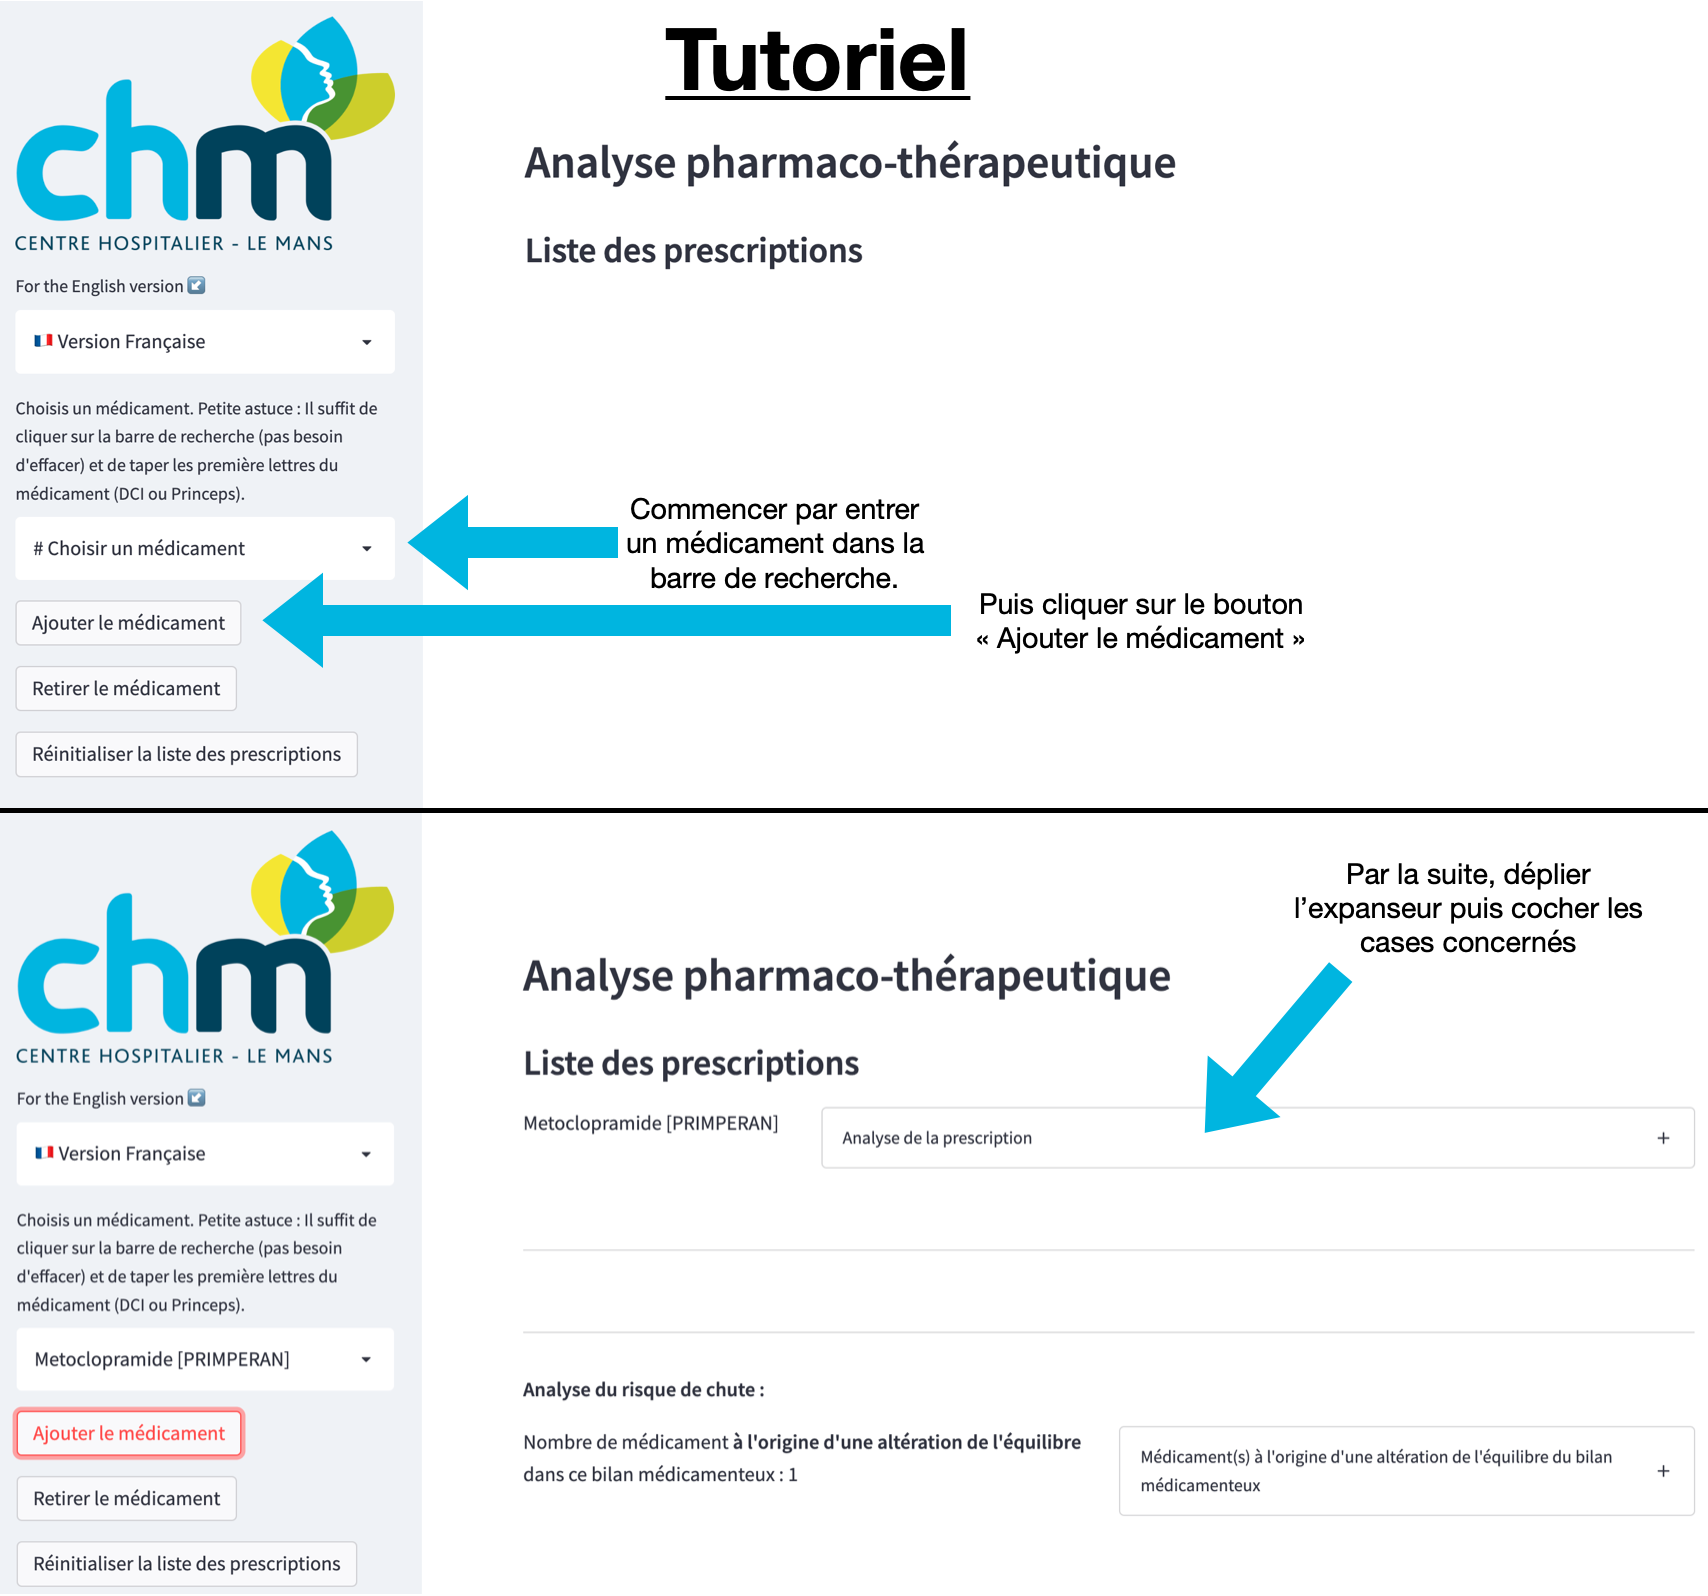 Tutoriel
chm
CENTRE HOSPITALIER - LE MANS
For the English version
Version Française
Choisis un médicament. Petite astuce : Il suffit de
cliquer sur la barre de recherche (pas besoin
d'effacer) et de taper les première lettres du
médicament (DCI ou Princeps).
# Choisir un médicament
Ajouter le médicament
Retirer le médicament
Réinitialiser la liste des prescriptions
Analyse pharmaco-thérapeutique
Liste des prescriptions
Commencer par entrer
un médicament dans la
barre de recherche.
Puis cliquer sur le bouton
« Ajouter le médicament »
chm
CENTRE HOSPITALIER - LE MANS
For the English version
Version Française
Choisis un médicament. Petite astuce : Il suffit de
cliquer sur la barre de recherche (pas besoin
d'effacer) et de taper les première lettres du
médicament (DCI ou Princeps).
Metoclopramide [PRIMPERAN]
Ajouter le médicament
Retirer le médicament
Réinitialiser la liste des prescriptions
Par la suite, déplier
l’expanseur puis cocher les
cases concernés
Analyse pharmaco-thérapeutique
Liste des prescriptions
Metoclopramide [PRIMPERAN]
Analyse de la prescription
Analyse du risque de chute :
Nombre de médicament à l'origine d'une altération de l'équilibre
dans ce bilan médicamenteux : 1
Médicament(s) à l'origine d'une altération de l'équilibre du bilan
médicamenteux